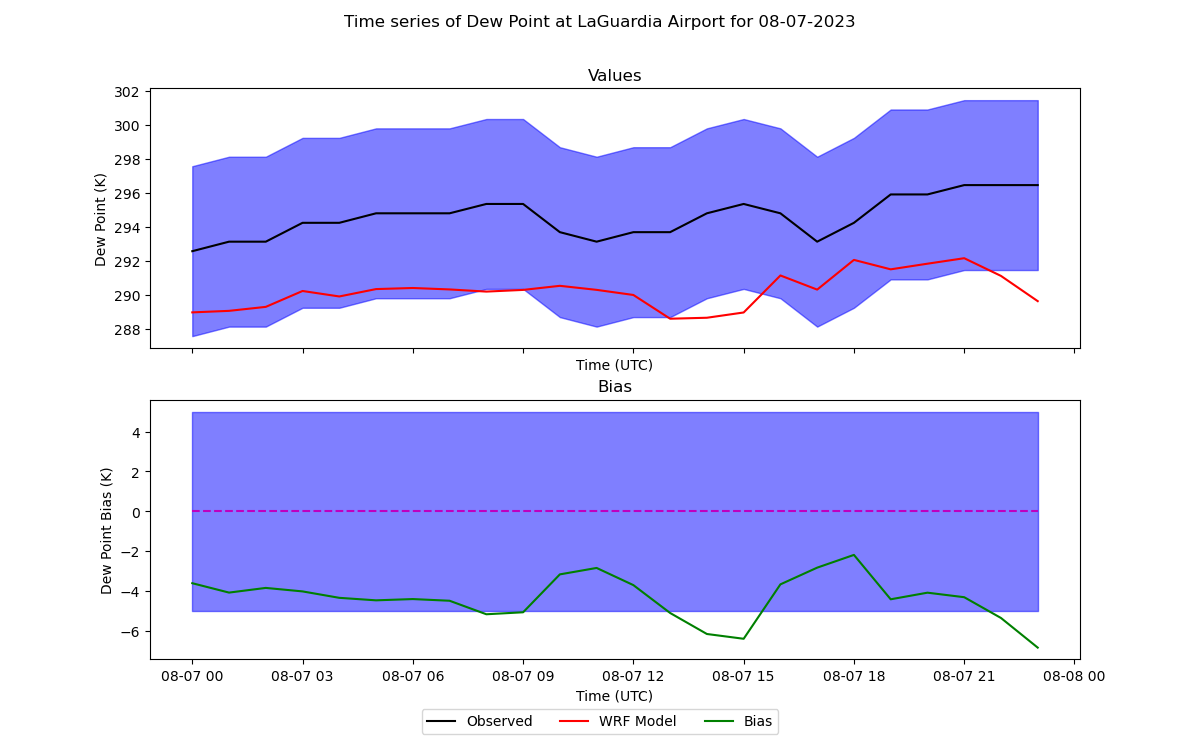 Time series of Dew Point at LaGuardia Airport for 08-07-2023
Values
302
300
298
296
294
292
290
288
Dew Point (K)
Time (UTC)
Bias
4
2
0
−2
−4
−6
Dew Point Bias (K)
08-07 00 08-07 03 08-07 06 08-07 09 08-07 12 08-07 15 08-07 18 08-07 21 08-08 00
Time (UTC)
Observed WRF Model Bias